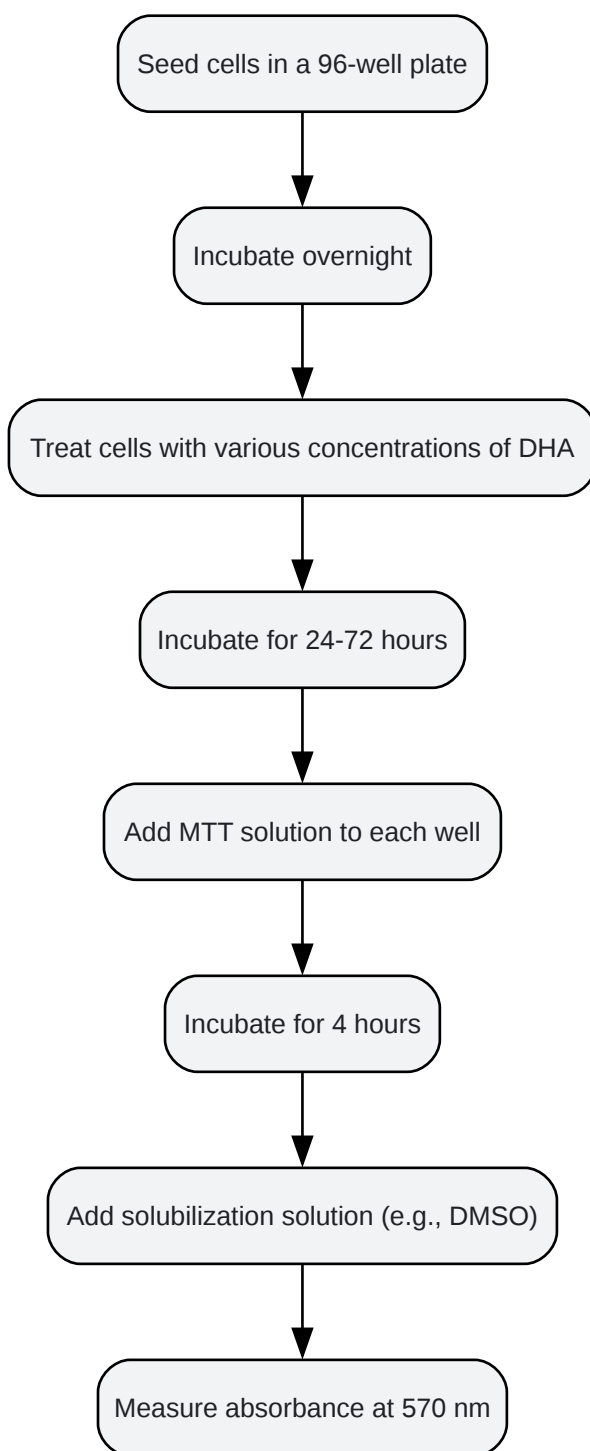 Seed cells in a 96-well plate
Incubate overnight
Treat cells with various concentrations of DHA
Incubate for 24-72 hours
Add MTT solution to each well
Incubate for 4 hours
Add solubilization solution (e.g., DMSO)
Measure absorbance at 570 nm